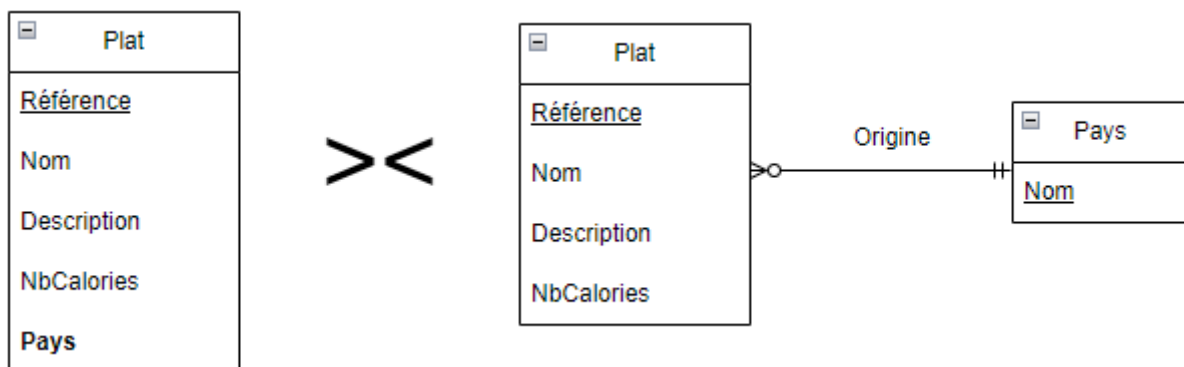 Plat
Référence
Nom
Description
NbCalories
Pays
><
Plat
Référence
Nom
Description
NbCalories
Origine
Pays
Nom